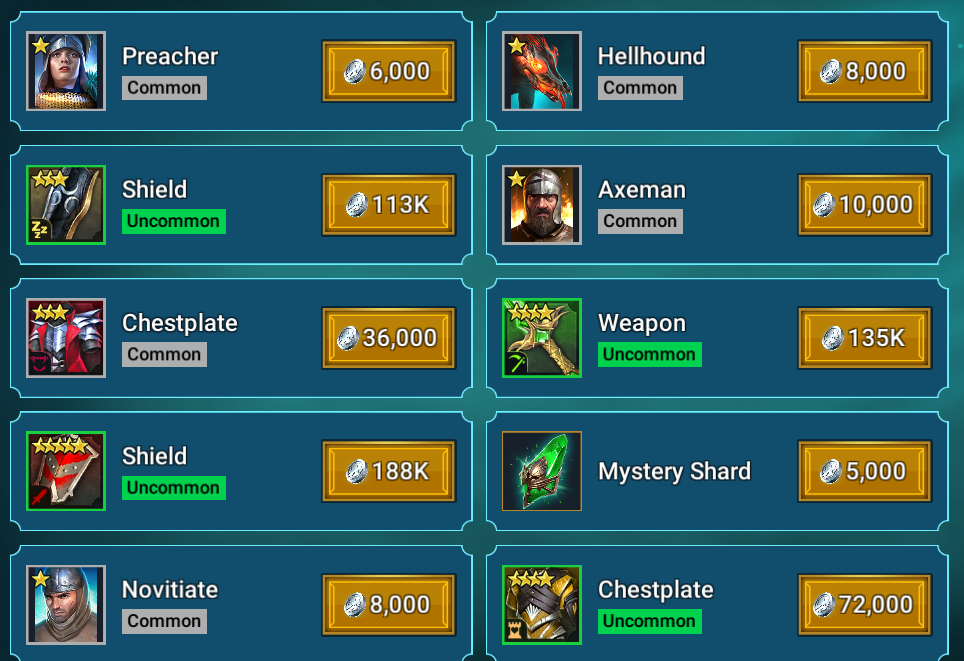 Preacher
Common
6,000
Hellhound
Common
8,000
Shield
Uncommon
113K
Axeman
Common
10,000
Chestplate
Common
36,000
Weapon
Uncommon
135K
Shield
Uncommon
188K
Mystery Shard
5,000
Novitiate
Common
8,000
Chestplate
Uncommon
72,000